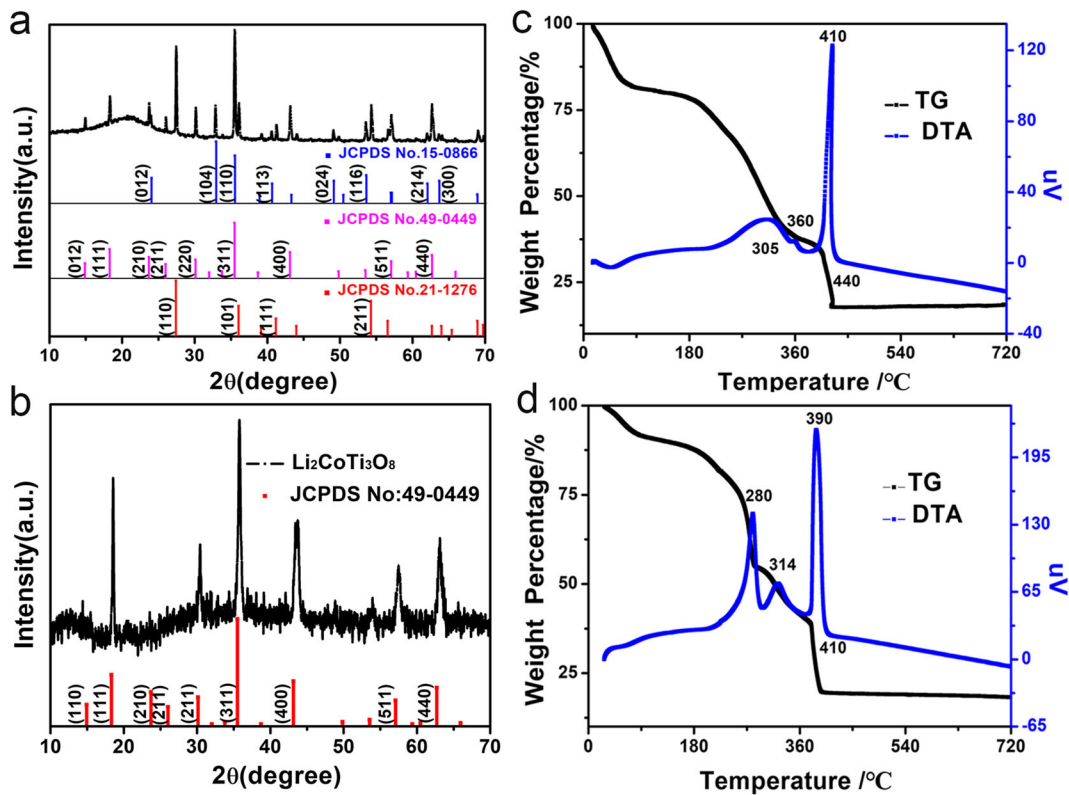 a
Intensity(a.u.)
JCPDS No.15-0866
(012)
(104)
(110)
(113)
(024)
(116)
(214)
(300)
JCPDS No.49-0449
(012)
(111)
(210)
(211)
(220)
(311)
(400)
(511)
(440)
JCPDS No.21-1276
(110)
(101)
(111)
(211)
10 20 30 40 50 60 70
2θ(degree)
b
Intensity(a.u.)
Li₂CoTi₃O₈
JCPDS No:49-0449
(110)
(111)
(210)
(211)
(211)
(311)
(400)
(511)
(440)
10 20 30 40 50 60 70
2θ(degree)
c
Weight Percentage/%
100
75
50
25
410
TG
DTA
305
360
440
120
80
40
0
-40
uV
0 180 360 540 720
Temperature /°C
d
Weight Percentage/%
100
75
50
25
390
280
314
410
TG
DTA
195
130
65
0
-65
uV
0 180 360 540 720
Temperature /°C